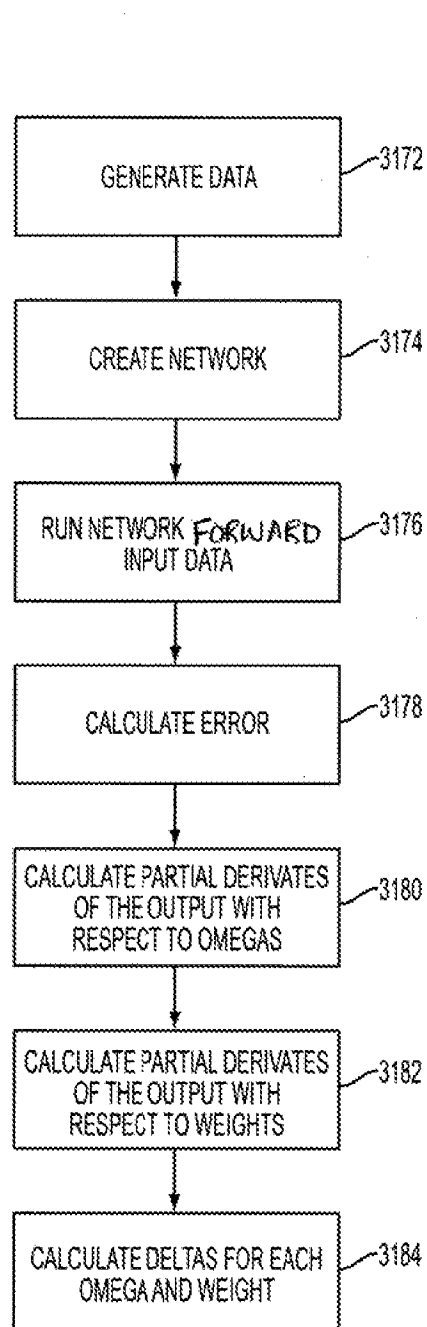 GENERATE DATA
3172
CREATE NETWORK
3174
RUN NETWORK FORWARD
INPUT DATA
3176
CALCULATE ERROR
3178
CALCULATE PARTIAL DERIVATES
OF THE OUTPUT WITH
RESPECT TO OMEGAS
3180
CALCULATE PARTIAL DERIVATES
OF THE OUTPUT WITH
RESPECT TO WEIGHTS
3182
CALCULATE DELTAS FOR EACH
OMEGA AND WEIGHT
3184